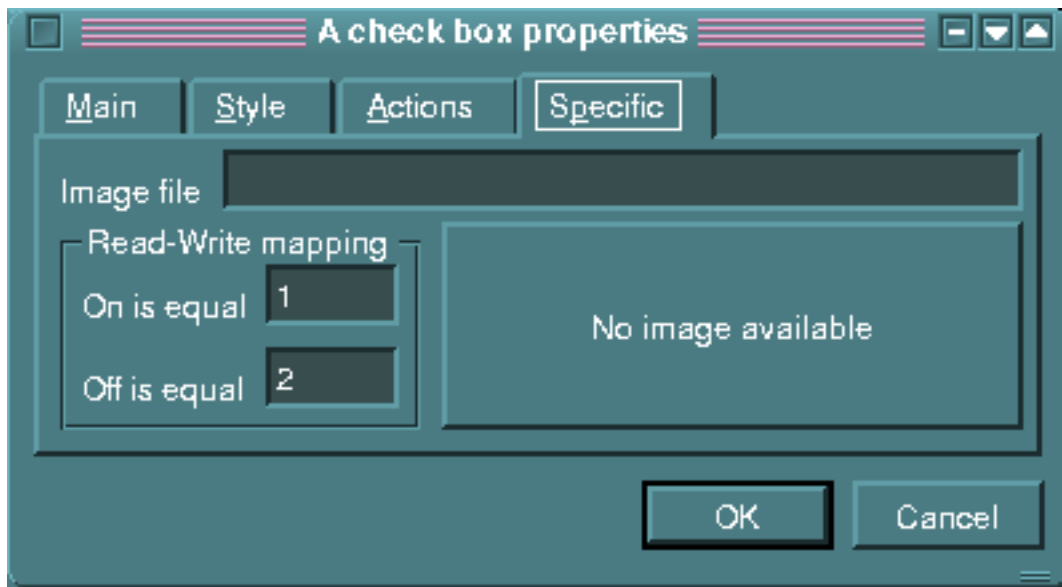 A check box properties
Main Style Actions Specific
Image file
Read-Write mapping
On is equal 1
No image available
Off is equal 2
OK Cancel